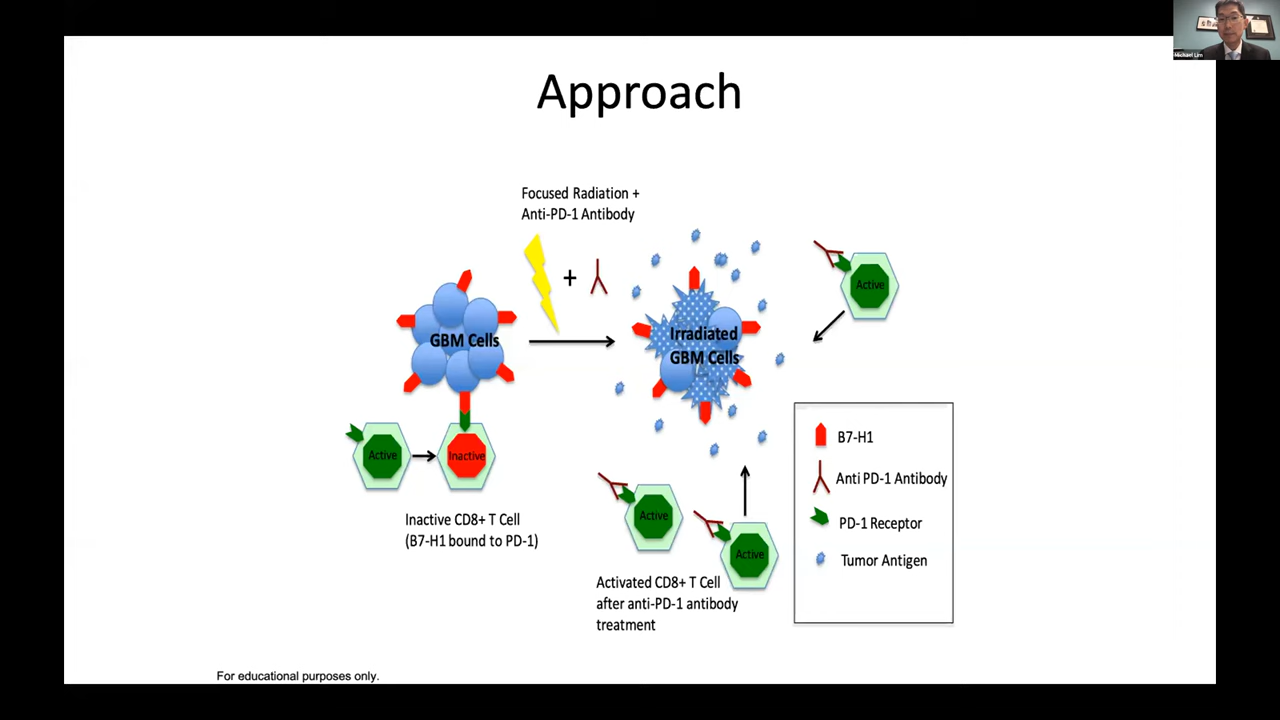 Michael Lim
Approach
Focused Radiation +
Anti-PD-1 Antibody
+
GBM Cells
Irradiated
GBM Cells
Active
Active
Inactive
Inactive CD8+ T Cell
(B7-H1 bound to PD-1)
Active
Active
Activated CD8+ T Cell
after anti-PD-1 antibody
treatment
B7-H1
Anti PD-1 Antibody
PD-1 Receptor
Tumor Antigen
For educational purposes only.